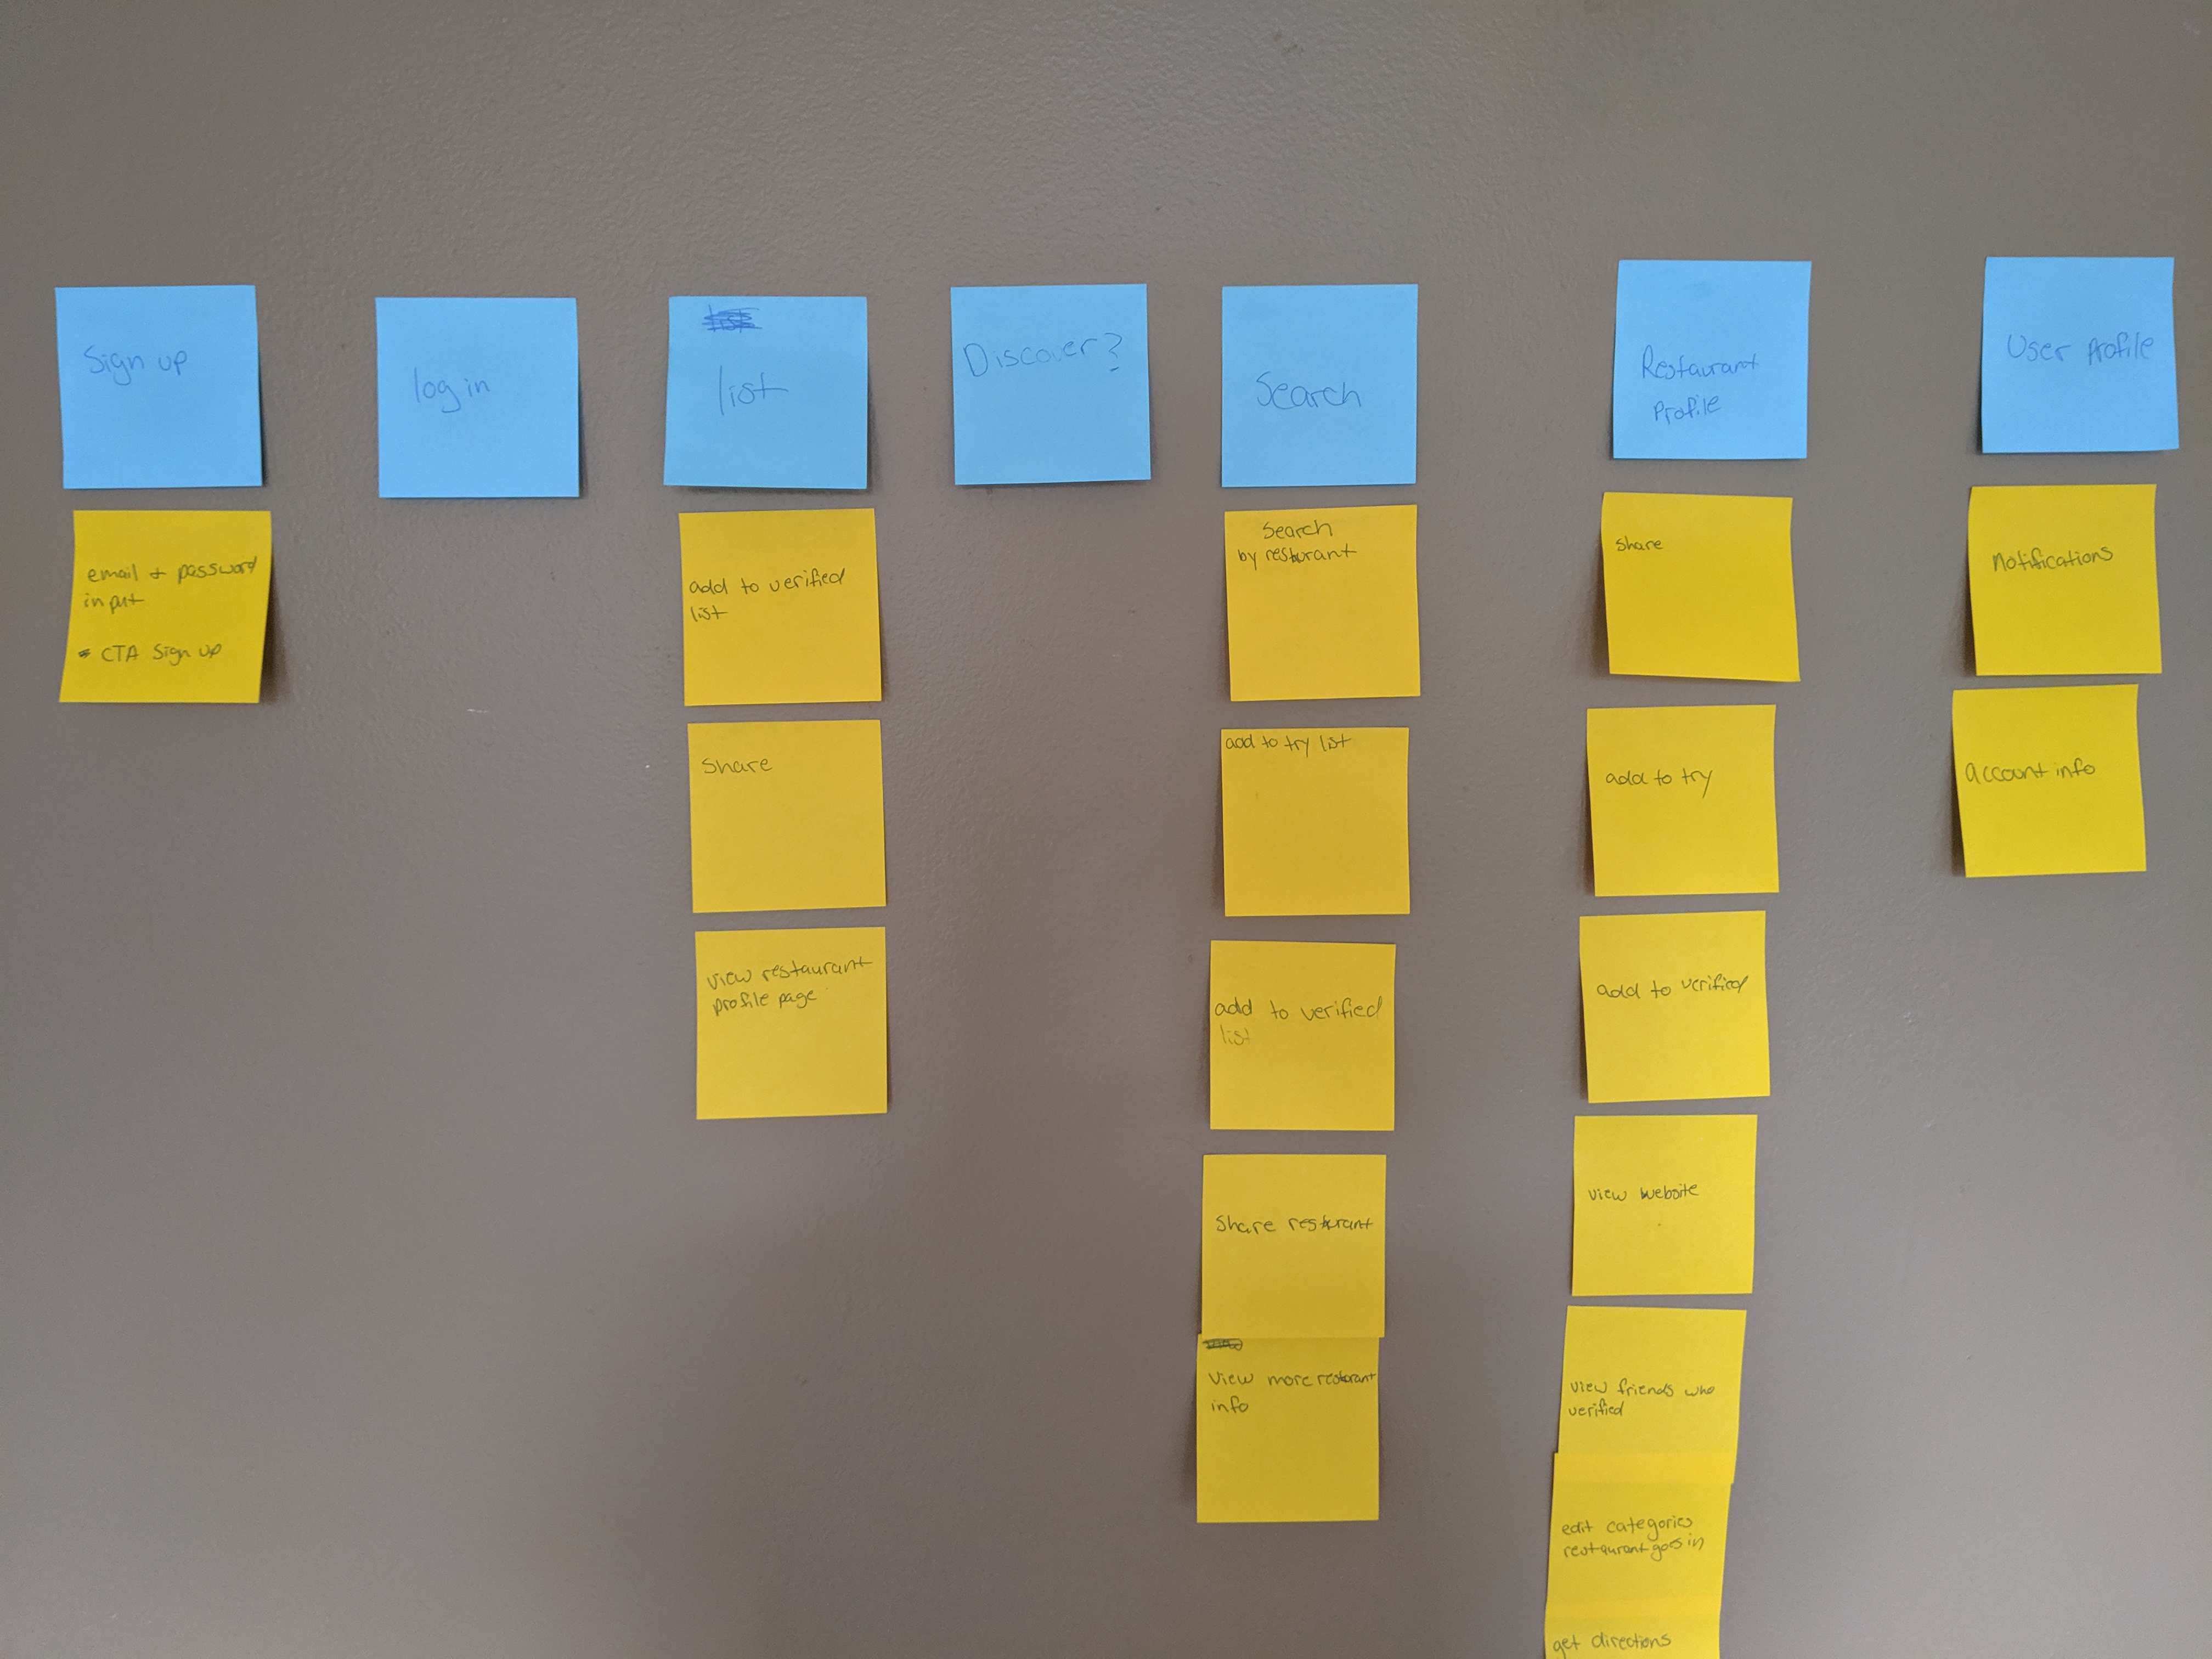 Sign up
email + password
input
* CTA Sign up
log in
list
add to verified
list
Share
view restaurant
profile page
Discover?
Search
Search
by resturant
add to try list
add to verified
list
Share resturant
View more restorant
info
Restaurant
Profile
Share
add to try
add to verified
view website
view friends who
verified
edit categories
restaurant goes in
get directions
User Profile
Notifications
account info